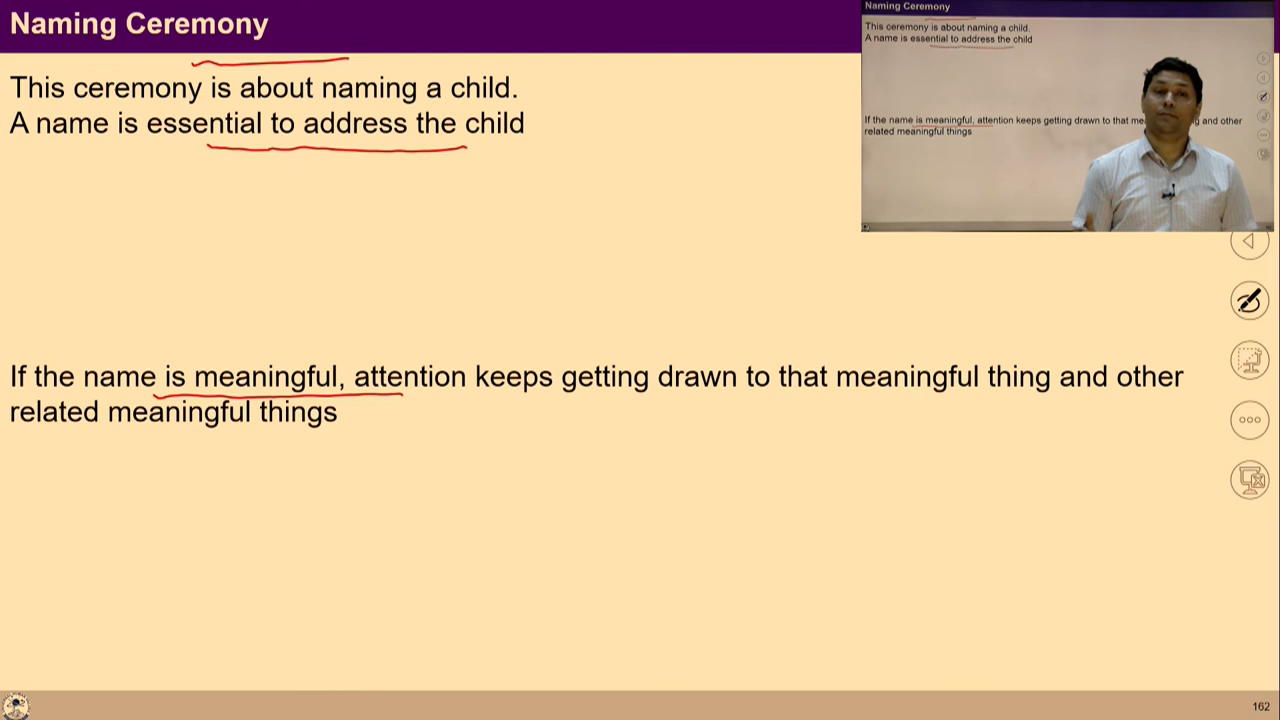 Naming Ceremony
This ceremony is about naming a child.
A name is essential to address the child
If the name is meaningful, attention keeps getting drawn to that meaningful thing and other
related meaningful things
Naming Ceremony
This ceremony is about naming a child.
A name is essential to address the child
If the name is meaningful, attention keeps getting drawn to that and other
related meaningful things
162